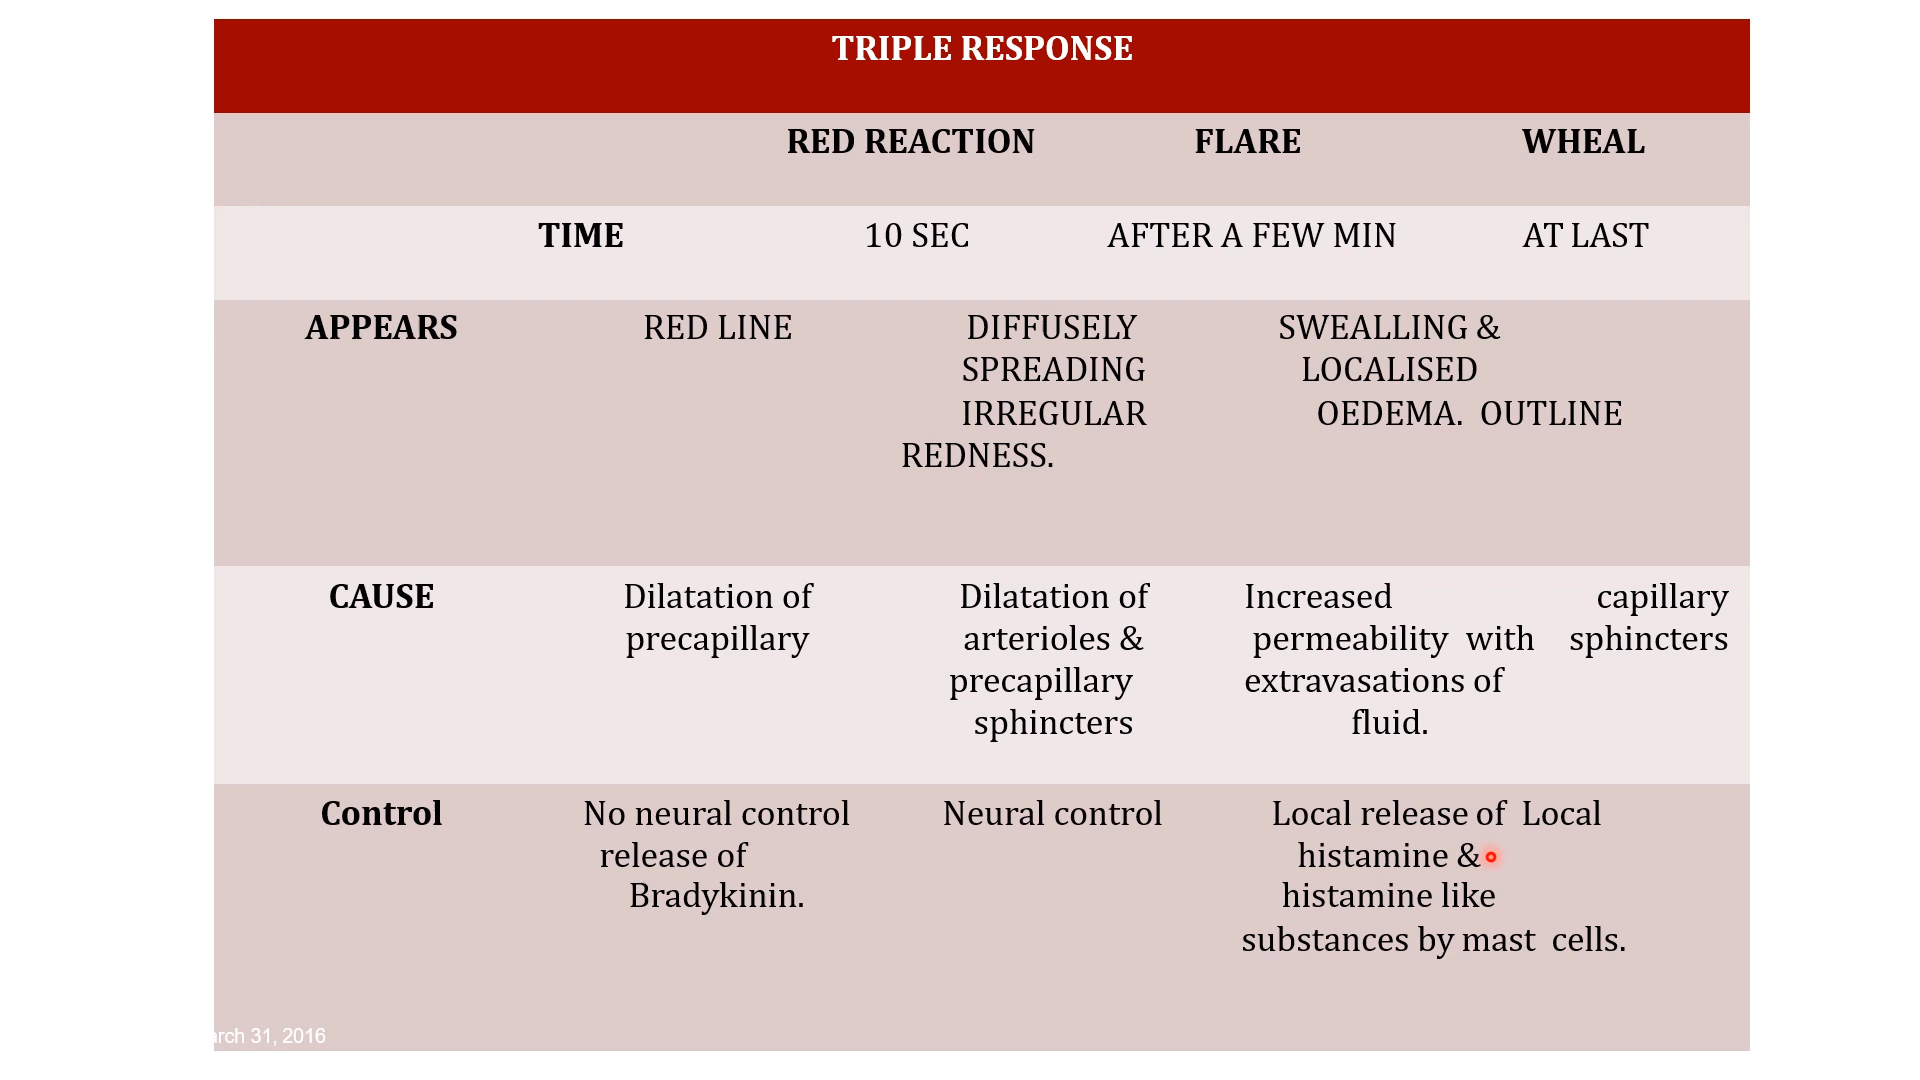 TRIPLE RESPONSE
RED REACTION FLARE WHEAL
TIME 10 SEC AFTER A FEW MIN AT LAST
APPEARS RED LINE DIFFUSELY SWEALLING &
SPREADING LOCALISED
IRREGULAR OEDEMA. OUTLINE
REDNESS.
CAUSE Dilatation of Dilatation of Increased capillary
precapillary arterioles & permeability with sphincters
precapillary extravasations of
sphincters fluid.
Control No neural control Neural control Local release of Local
release of histamine &
Bradykinin. histamine like
substances by mast cells.
arch 31, 2016